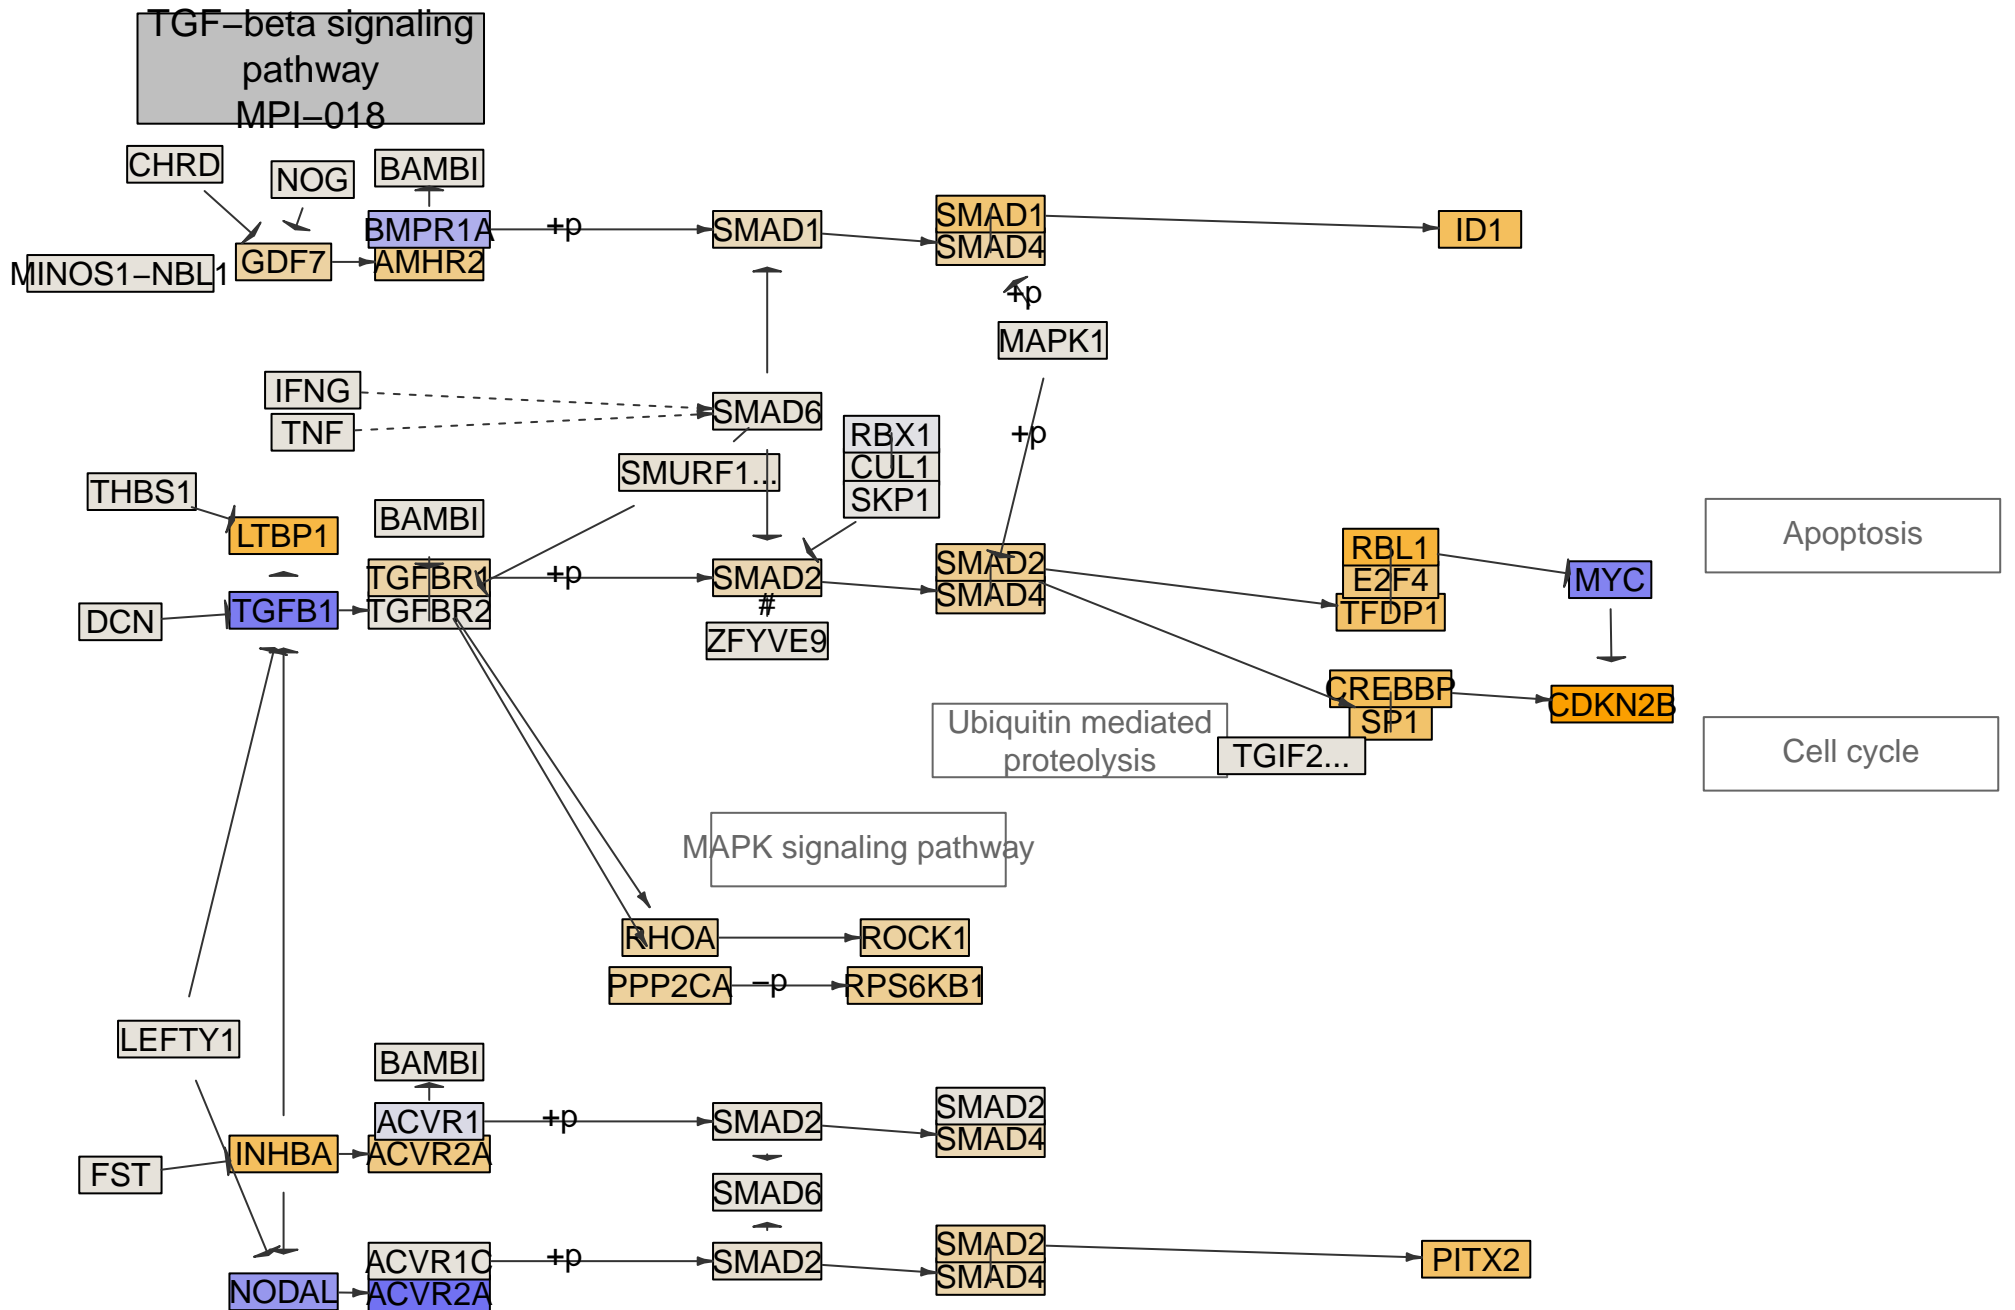 TGF−beta signaling
pathway
MPI−018
CHRD
NOG
BAMBI
BMPR1A
+p
SMAD1
SMAD1
SMAD4
ID1
MINOS1−NBL1
GDF7
AMHR2
+p
MAPK1
IFNG
TNF
SMAD6
RBX1
CUL1
SKP1
+p
SMURF1...
THBS1
LTBP1
BAMBI
TGFBR1
TGFBR2
+p
SMAD2
#
ZFYVE9
SMAD2
SMAD4
RBL1
E2F4
TFDP1
MYC
Apoptosis
DCN
TGFB1
CREBBP
SP1
TGIF2...
CDKN2B
Cell cycle
Ubiquitin mediated
proteolysis
MAPK signaling pathway
RHOA
ROCK1
PPP2CA
−p
RPS6KB1
LEFTY1
BAMBI
ACVR1
ACVR2A
+p
SMAD2
SMAD2
SMAD4
INHBA
FST
SMAD6
ACVR1C
ACVR2A
+p
SMAD2
SMAD2
SMAD4
PITX2
NODAL